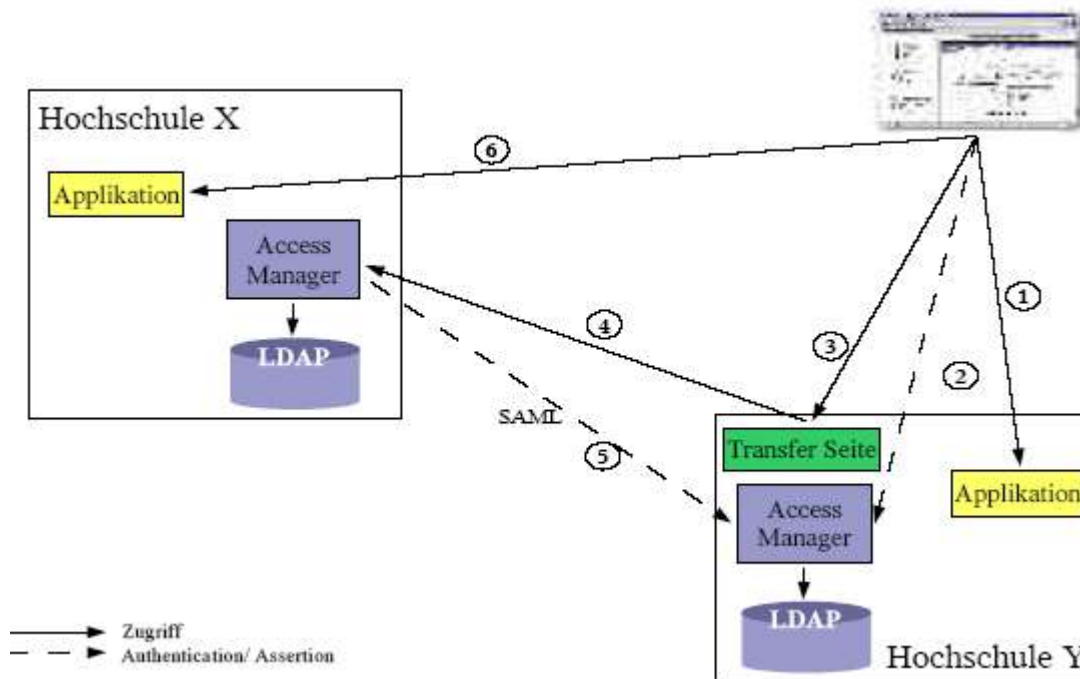 Hochschule X
6
Applikation
Access
Manager
LDAP
1
4
3
2
SAML
5
Transfer Seite
Access
Manager
Applikation
LDAP
Hochschule Y
Zugriff
Authentication/ Assertion